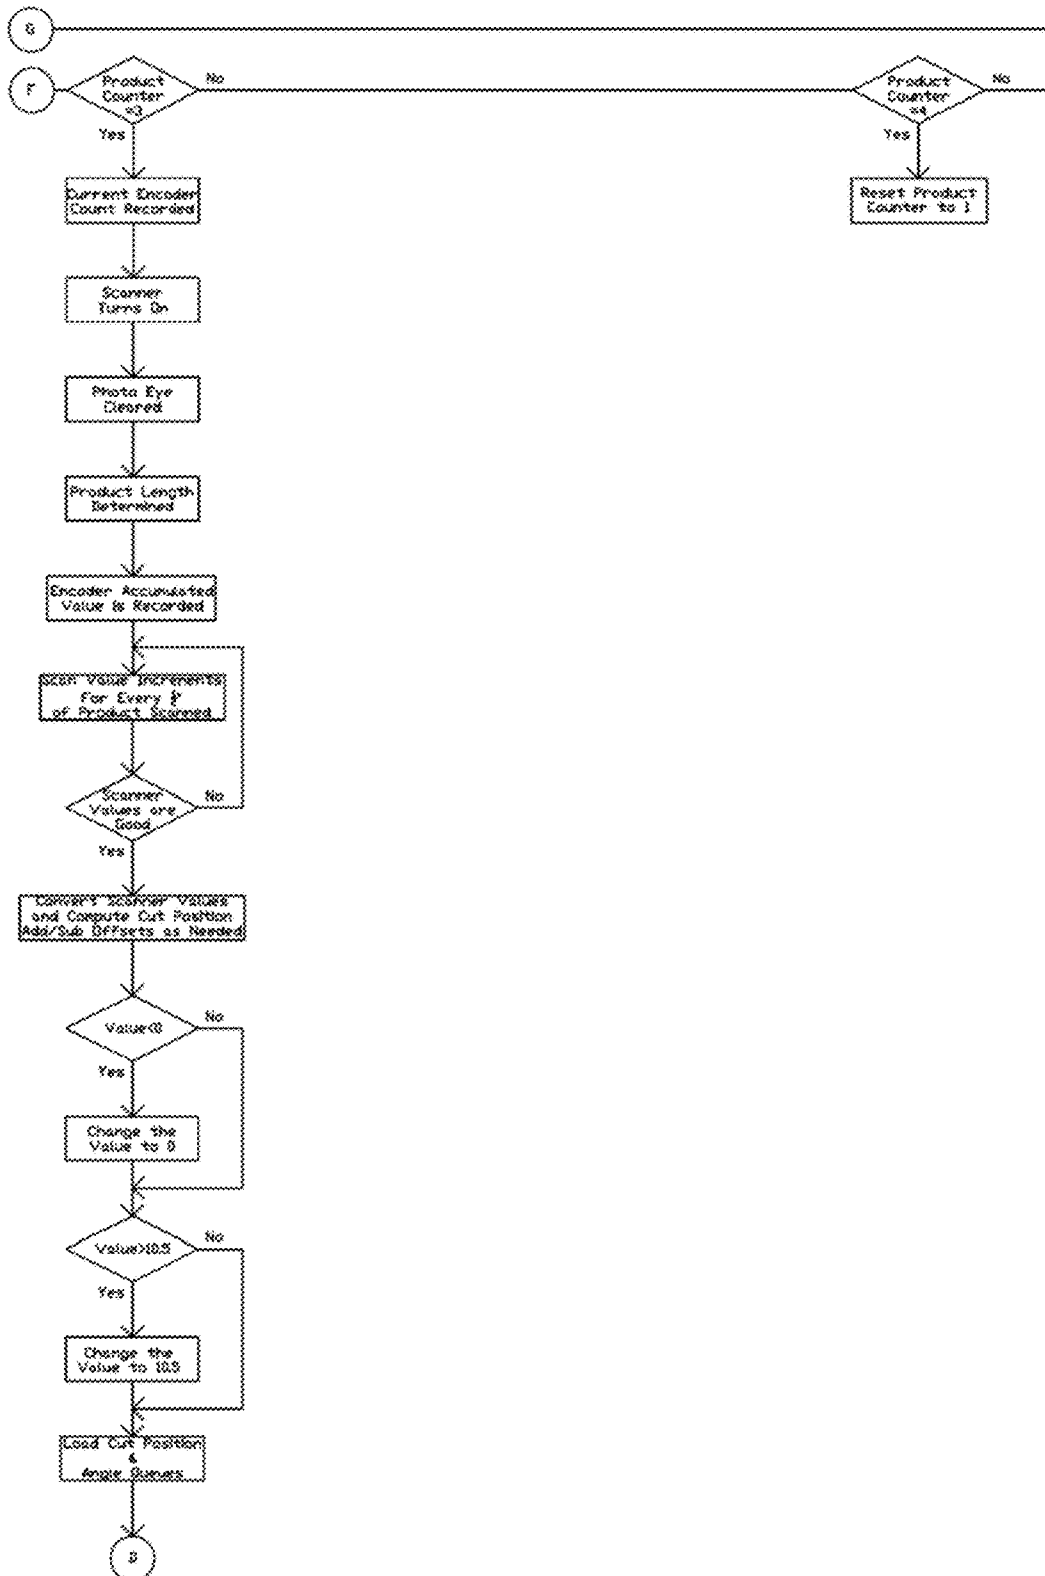 G
F
Product
Counter
=3
No
Yes
Product
Counter
=4
No
Yes
Current Encoder
Count Recorded
Reset Product
Counter to 1
Scanner
Turns On
Photo Eye
Cleared
Product Length
Determined
Encoder Accumulated
Value is Recorded
Scan Value Increments
For Every
of Product Scanned
Scanner
Values are
Good
No
Yes
Convert Scanner Values
and Compute Cut Position
Add/Sub Offsets as Needed
Value<0
No
Yes
Change the
Value to 0
Value>10.5
No
Yes
Change the
Value to 10.5
Load Cut Position
&
Angle Queues